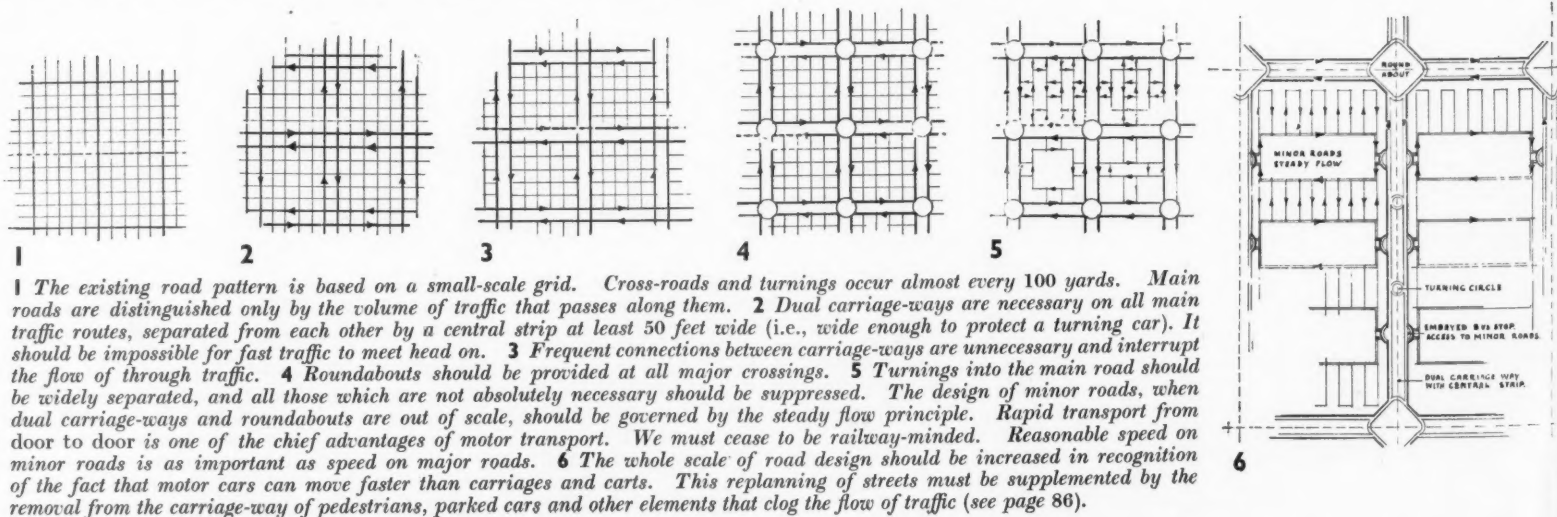 1
2
3
4
5
6
ROUND
ABOUT
MINOR ROADS
STEADY FLOW
TURNING CIRCLE
EMBAYED BUS STOP.
ACCESS TO MINOR ROADS.
DUAL CARRIAGE WAY
WITH CENTRAL STRIP.
1 The existing road pattern is based on a small-scale grid. Cross-roads and turnings occur almost every 100 yards. Main
roads are distinguished only by the volume of traffic that passes along them. 2 Dual carriage-ways are necessary on all main
traffic routes, separated from each other by a central strip at least 50 feet wide (i.e., wide enough to protect a turning car). It
should be impossible for fast traffic to meet head on. 3 Frequent connections between carriage-ways are unnecessary and interrupt
the flow of through traffic. 4 Roundabouts should be provided at all major crossings. 5 Turnings into the main road should
be widely separated, and all those which are not absolutely necessary should be suppressed. The design of minor roads, when
dual carriage-ways and roundabouts are out of scale, should be governed by the steady flow principle. Rapid transport from
door to door is one of the chief advantages of motor transport. We must cease to be railway-minded. Reasonable speed on
minor roads is as important as speed on major roads. 6 The whole scale of road design should be increased in recognition
of the fact that motor cars can move faster than carriages and carts. This replanning of streets must be supplemented by the
removal from the carriage-way of pedestrians, parked cars and other elements that clog the flow of traffic (see page 86).